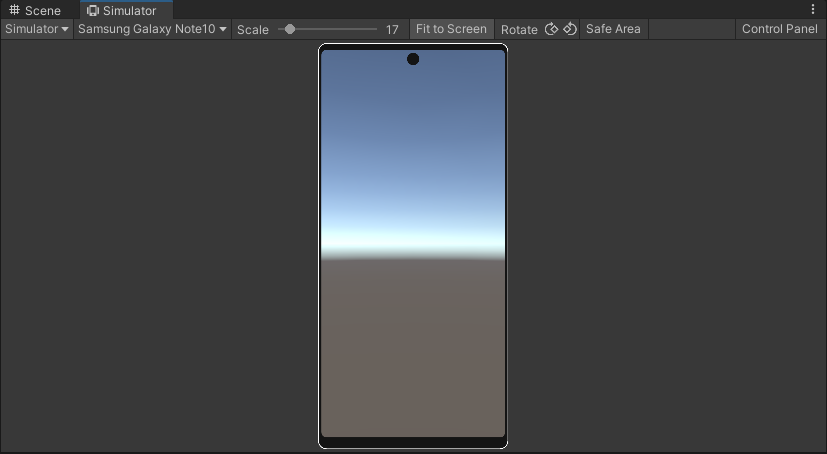 Scene Simulator
Simulator Samsung Galaxy Note10 Scale 17 Fit to Screen Rotate Safe Area Control Panel